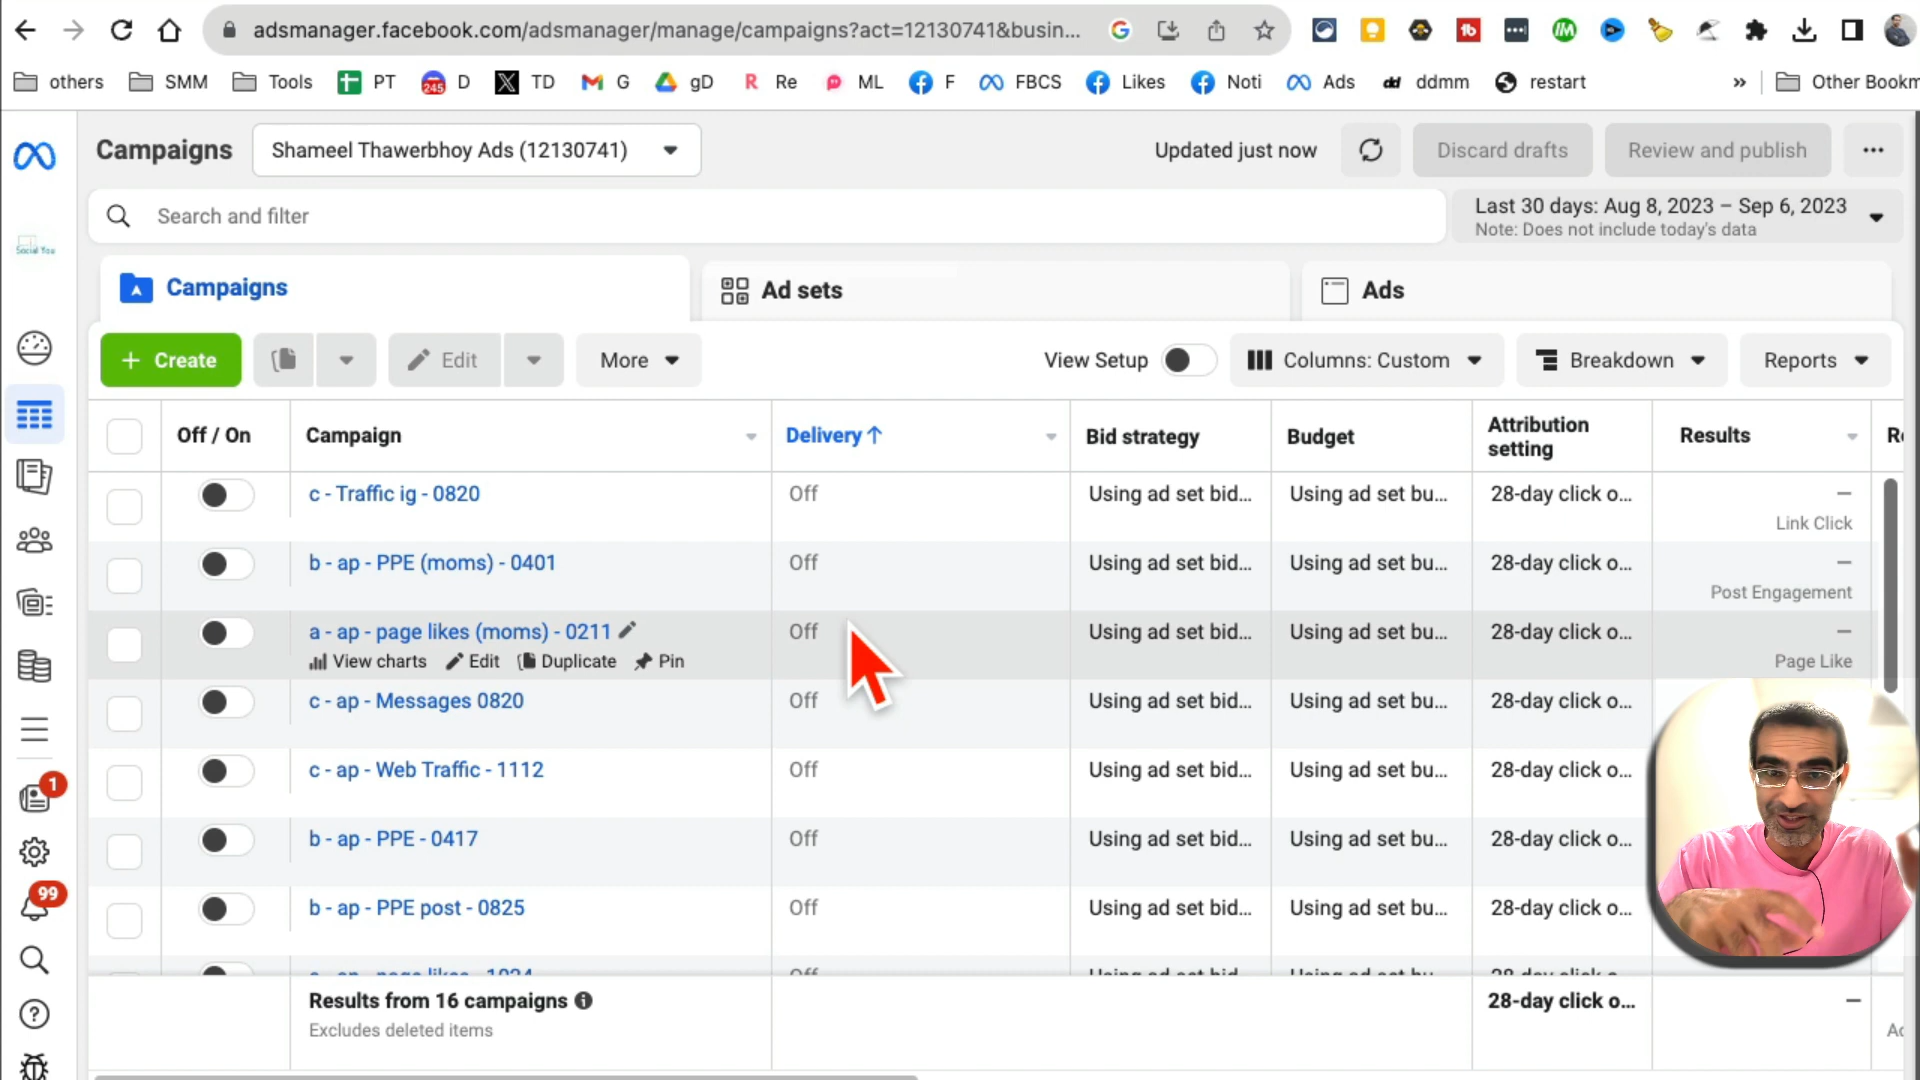 adsmanager.facebook.com/adsmanager/manage/campaigns?act=12130741&busin...
others SMM Tools PT 245 D TD G gD R Re ML F FBCS Likes Noti Ads dd ddmm restart » Other Bookm
Campaigns Shameel Thawerbhoy Ads (12130741) Updated just now Discard drafts Review and publish ...
Search and filter
Last 30 days: Aug 8, 2023 – Sep 6, 2023
Note: Does not include today's data
Social You
Campaigns Ad sets Ads
+ Create Edit More View Setup Columns: Custom Breakdown Reports
Off / On Campaign Delivery ↑ Bid strategy Budget Attribution setting Results
c - Traffic ig - 0820 Off Using ad set bid... Using ad set bu... 28-day click o... —
Link Click
b - ap - PPE (moms) - 0401 Off Using ad set bid... Using ad set bu... 28-day click o... —
Post Engagement
a - ap - page likes (moms) - 0211 Off Using ad set bid... Using ad set bu... 28-day click o... —
View charts Edit Duplicate Pin Page Like
c - ap - Messages 0820 Off Using ad set bid... Using ad set bu... 28-day click o...
c - ap - Web Traffic - 1112 Off Using ad set bid... Using ad set bu... 28-day click o...
1
b - ap - PPE - 0417 Off Using ad set bid... Using ad set bu... 28-day click o...
99
b - ap - PPE post - 0825 Off Using ad set bid... Using ad set bu... 28-day click o...
Results from 16 campaigns 28-day click o... —
Excludes deleted items